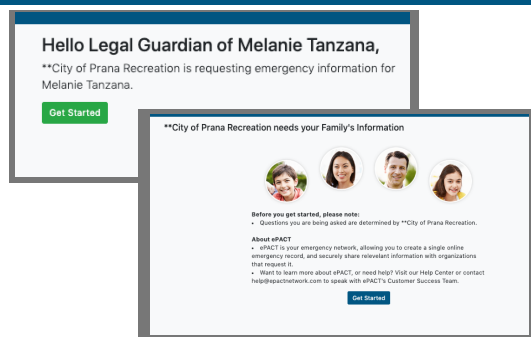 Hello Legal Guardian of Melanie Tanzana,
**City of Prana Recreation is requesting emergency information for
Melanie Tanzana.
Get Started
**City of Prana Recreation needs your Family's Information
Before you get started, please note:
• Questions you are being asked are determined by **City of Prana Recreation.
About ePACT
• ePACT is your emergency network, allowing you to create a single online
emergency record, and securely share relevelant information with organizations
that request it.
• Want to learn more about ePACT, or need help? Visit our Help Center or contact
help@epactnetwork.com to speak with ePACT's Customer Success Team.
Get Started